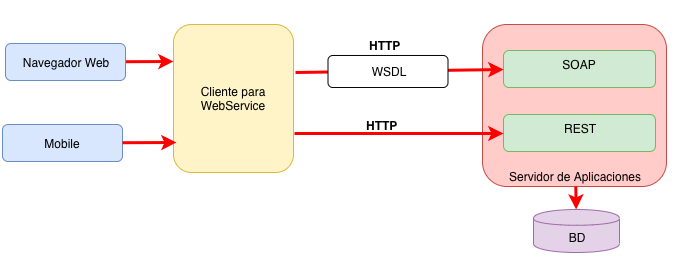 Navegador Web
Mobile
Cliente para
WebService
HTTP
WSDL
HTTP
SOAP
REST
Servidor de Aplicaciones
BD